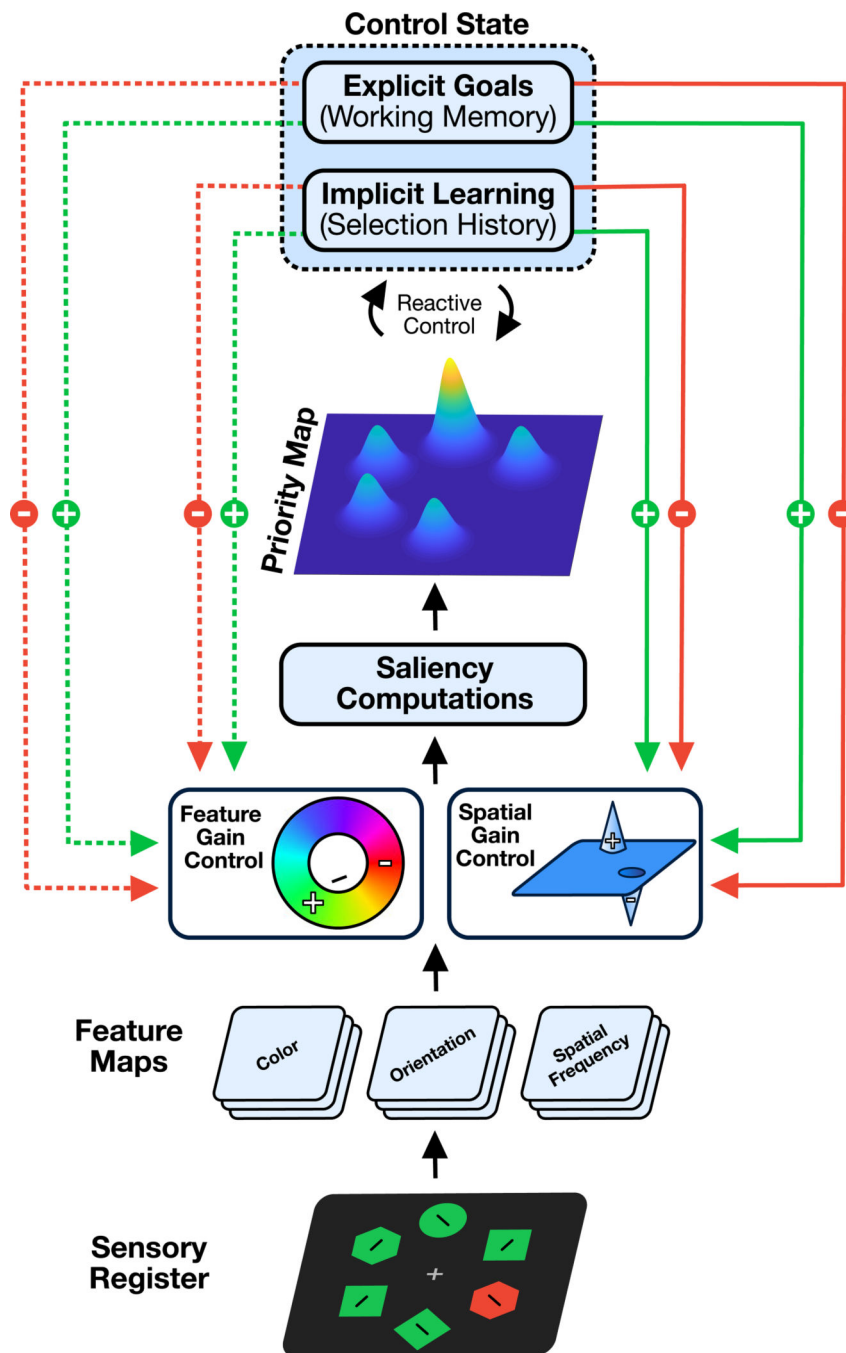 Control State
Explicit Goals
(Working Memory)
Implicit Learning
(Selection History)
Reactive
Control
Priority Map
- + - + + - + -
Saliency
Computations
Feature
Gain
Control
+ -
Spatial
Gain
Control
+
-
Feature
Maps
Color
Orientation
Spatial
Frequency
Sensory
Register
+